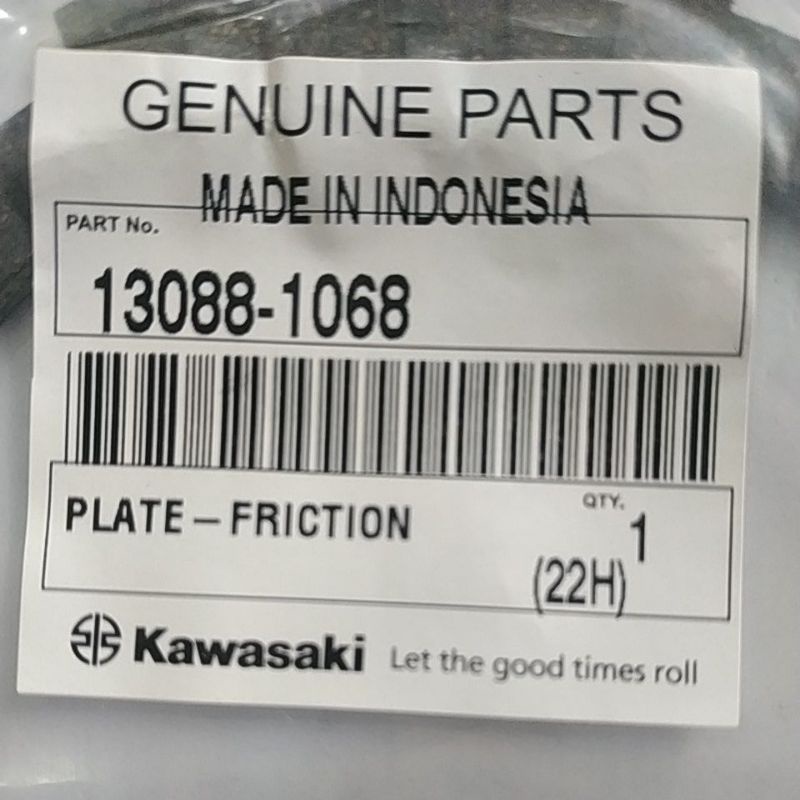 GENUINE PARTS
MADE IN INDONESIA
PART No.
13088-1068
PLATE – FRICTION
QTY.
1
(22H)
Kawasaki Let the good times roll